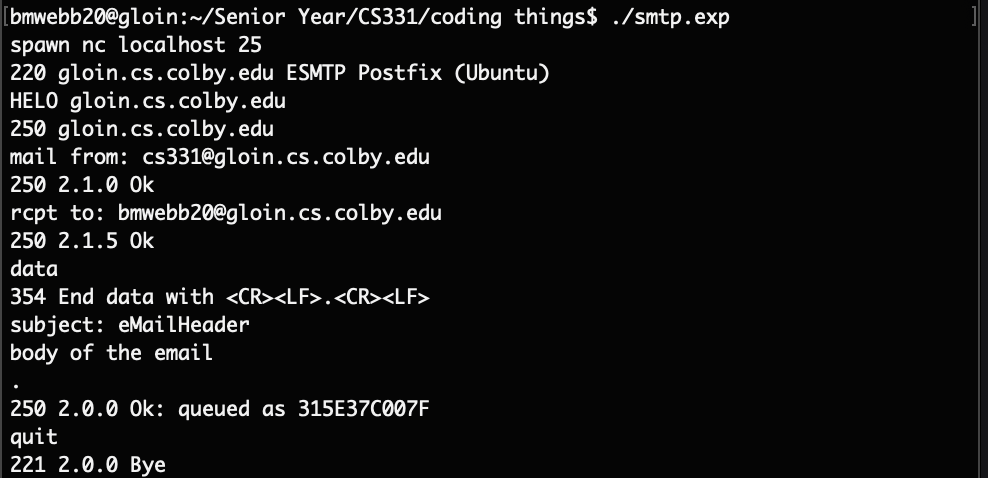 [bmwebb20@gloin:~/Senior Year/CS331/coding things$ ./smtp.exp ]
spawn nc localhost 25
220 gloin.cs.colby.edu ESMTP Postfix (Ubuntu)
HELO gloin.cs.colby.edu
250 gloin.cs.colby.edu
mail from: cs331@gloin.cs.colby.edu
250 2.1.0 Ok
rcpt to: bmwebb20@gloin.cs.colby.edu
250 2.1.5 Ok
data
354 End data with <CR><LF>.<CR><LF>
subject: eMailHeader
body of the email
.
250 2.0.0 Ok: queued as 315E37C007F
quit
221 2.0.0 Bye